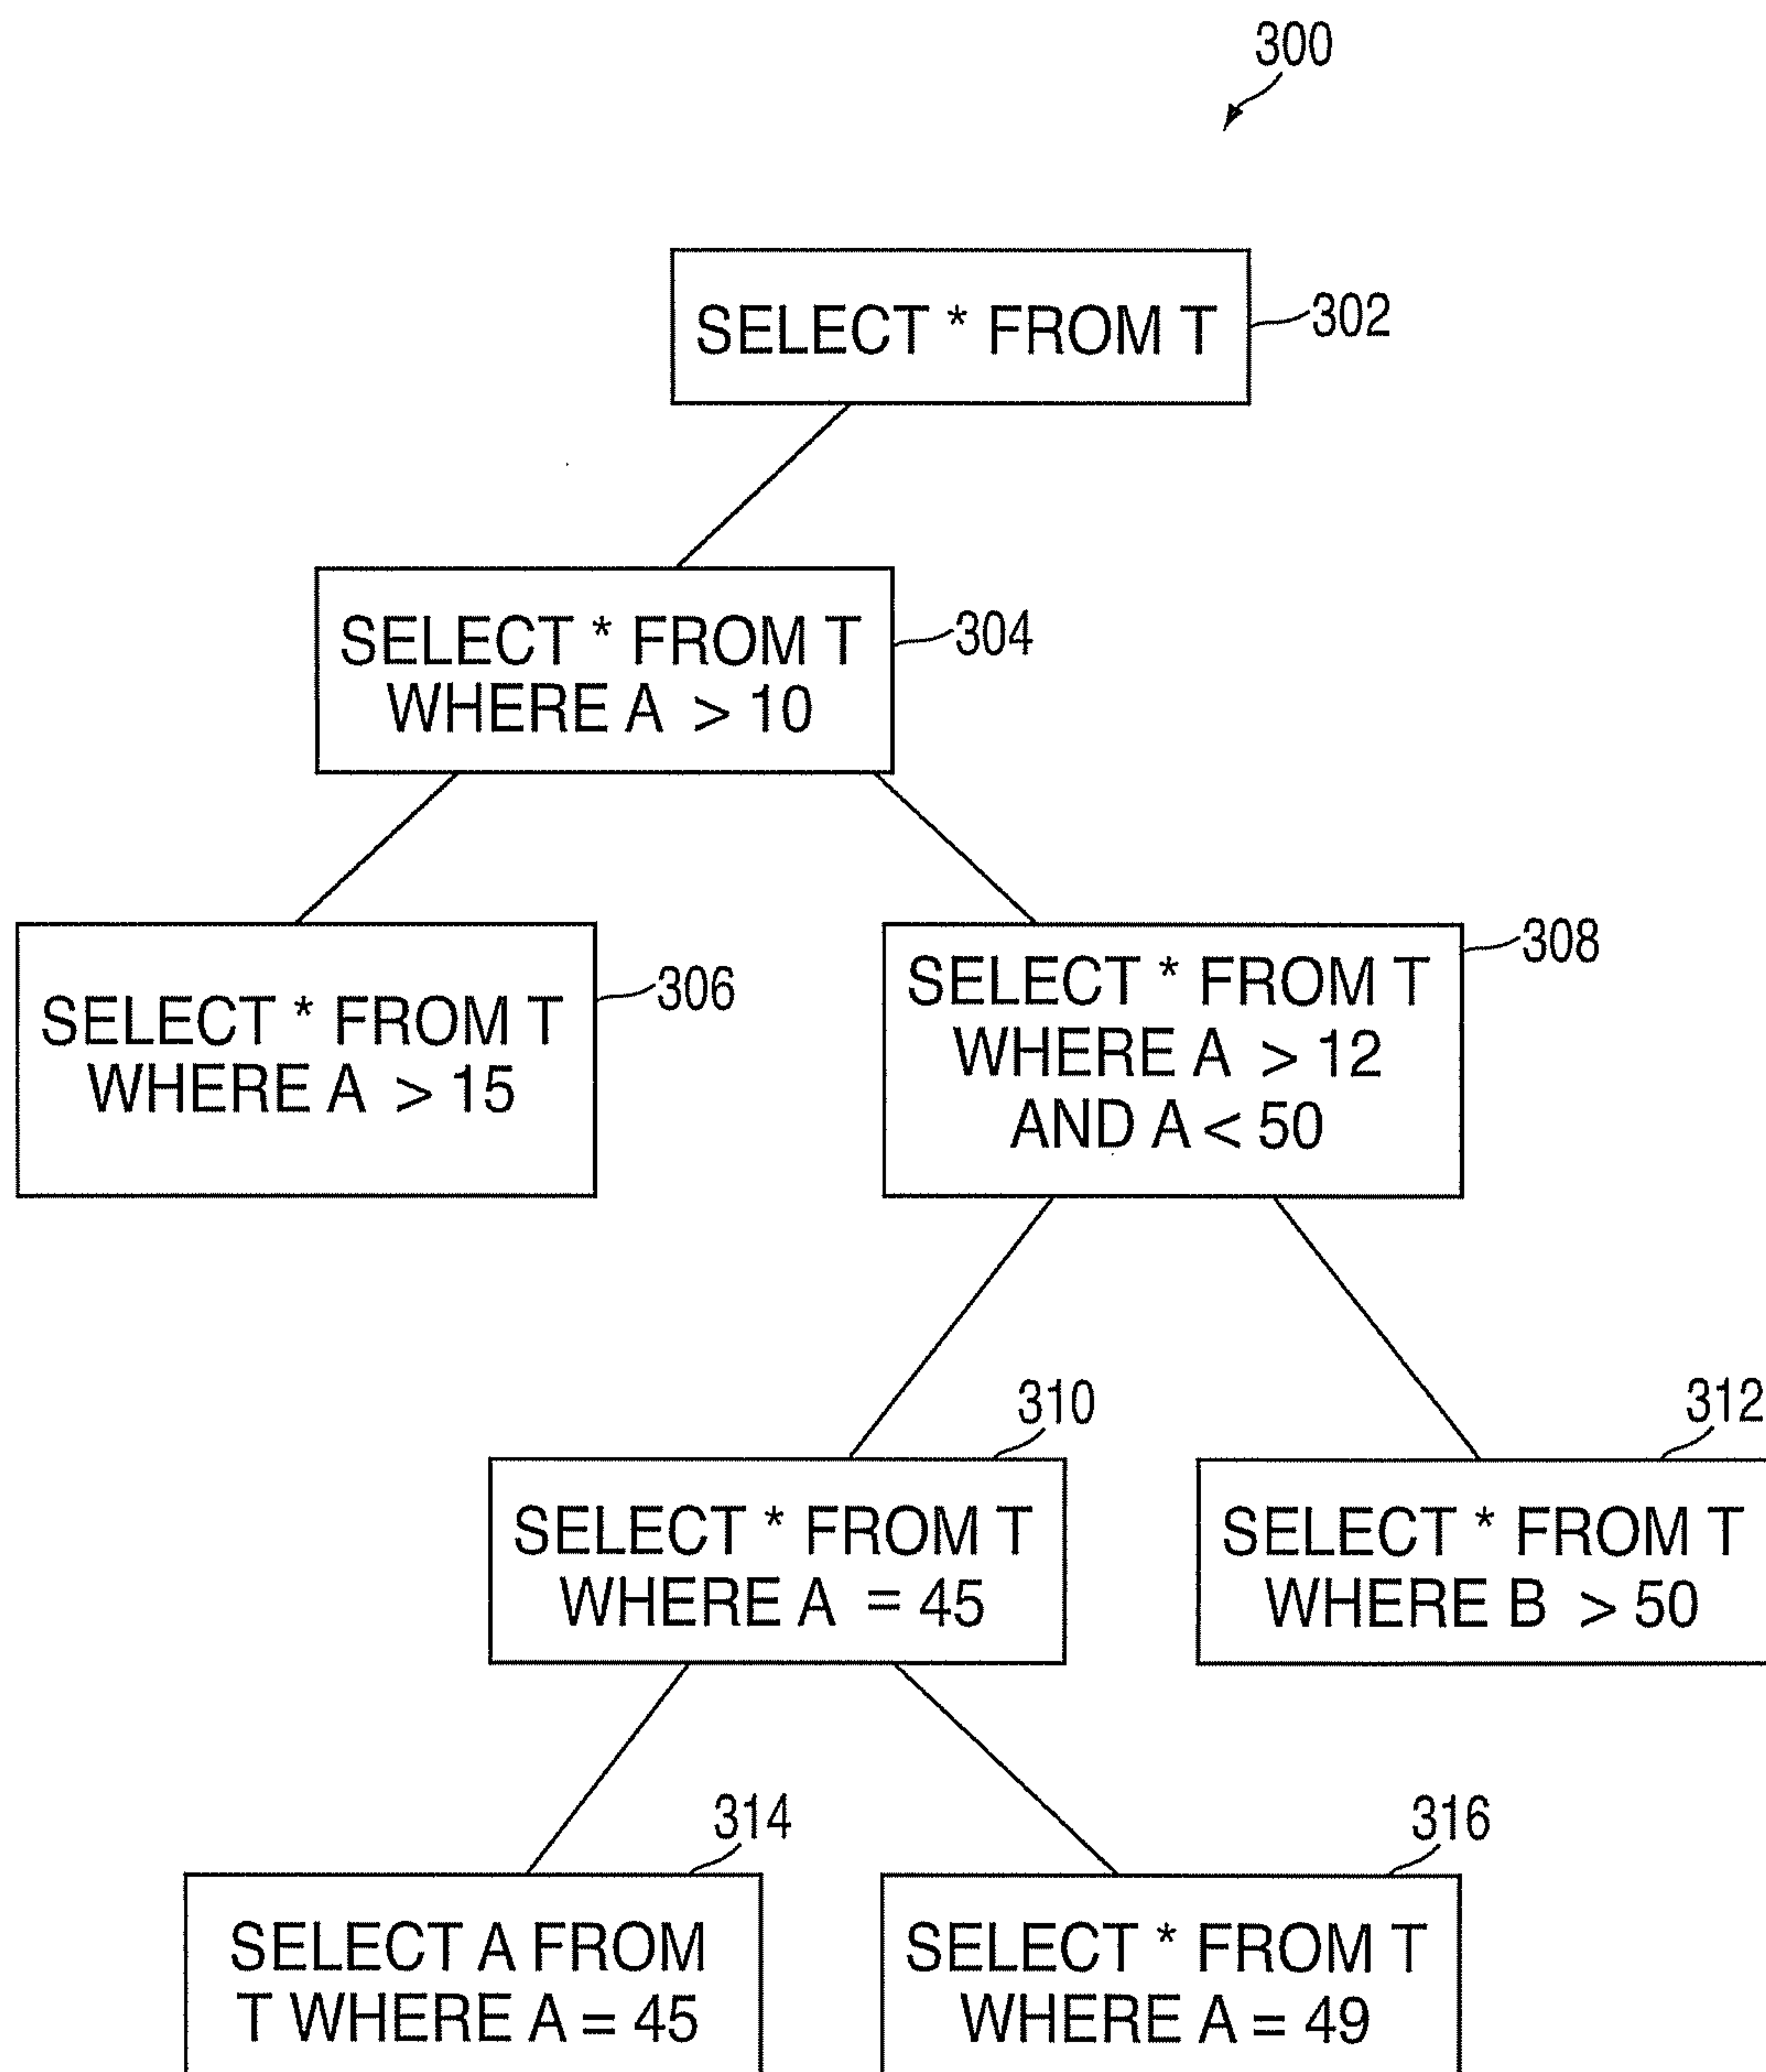 300
SELECT * FROM T
302
SELECT * FROM T
WHERE A > 10
304
SELECT * FROM T
WHERE A > 15
306
SELECT * FROM T
WHERE A > 12
AND A < 50
308
310
SELECT * FROM T
WHERE A = 45
312
SELECT * FROM T
WHERE B > 50
314
SELECT A FROM
T WHERE A = 45
316
SELECT * FROM T
WHERE A = 49